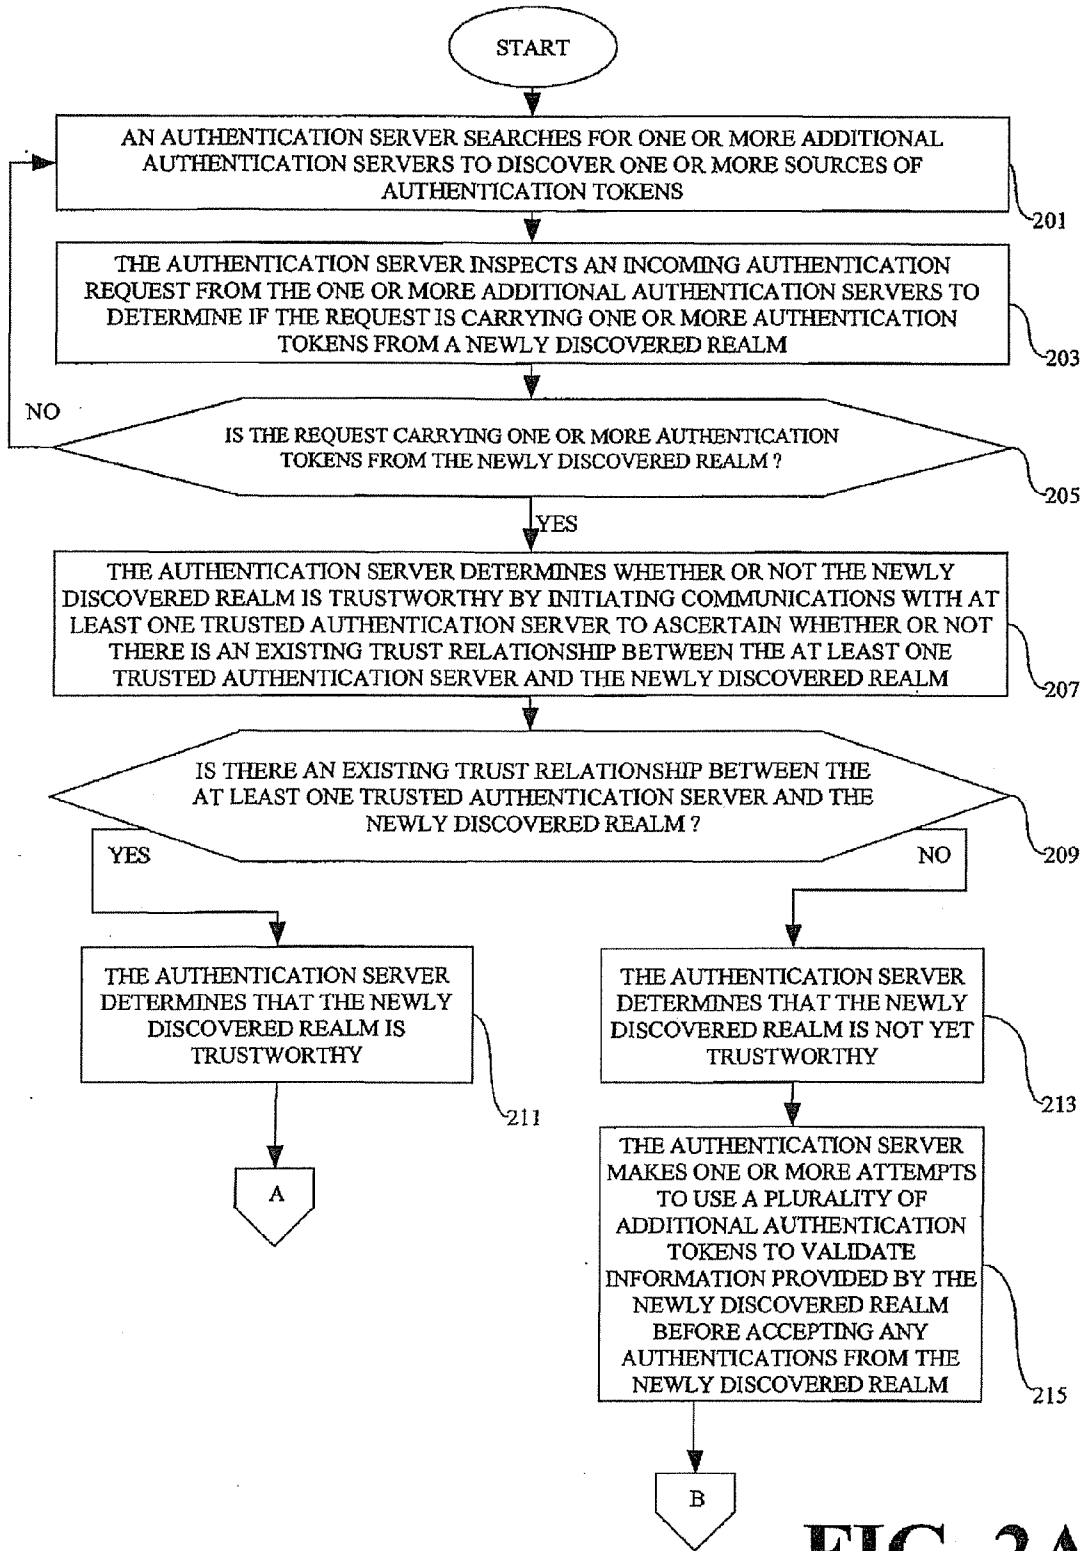 START
AN AUTHENTICATION SERVER SEARCHES FOR ONE OR MORE ADDITIONAL
AUTHENTICATION SERVERS TO DISCOVER ONE OR MORE SOURCES OF
AUTHENTICATION TOKENS
201
THE AUTHENTICATION SERVER INSPECTS AN INCOMING AUTHENTICATION
REQUEST FROM THE ONE OR MORE ADDITIONAL AUTHENTICATION SERVERS TO
DETERMINE IF THE REQUEST IS CARRYING ONE OR MORE AUTHENTICATION
TOKENS FROM A NEWLY DISCOVERED REALM
203
NO
IS THE REQUEST CARRYING ONE OR MORE AUTHENTICATION
TOKENS FROM THE NEWLY DISCOVERED REALM ?
205
YES
THE AUTHENTICATION SERVER DETERMINES WHETHER OR NOT THE NEWLY
DISCOVERED REALM IS TRUSTWORTHY BY INITIATING COMMUNICATIONS WITH AT
LEAST ONE TRUSTED AUTHENTICATION SERVER TO ASCERTAIN WHETHER OR NOT
THERE IS AN EXISTING TRUST RELATIONSHIP BETWEEN THE AT LEAST ONE
TRUSTED AUTHENTICATION SERVER AND THE NEWLY DISCOVERED REALM
207
IS THERE AN EXISTING TRUST RELATIONSHIP BETWEEN THE
AT LEAST ONE TRUSTED AUTHENTICATION SERVER AND THE
NEWLY DISCOVERED REALM ?
209
YES
NO
THE AUTHENTICATION SERVER
DETERMINES THAT THE NEWLY
DISCOVERED REALM IS
TRUSTWORTHY
211
A
THE AUTHENTICATION SERVER
DETERMINES THAT THE NEWLY
DISCOVERED REALM IS NOT YET
TRUSTWORTHY
213
THE AUTHENTICATION SERVER
MAKES ONE OR MORE ATTEMPTS
TO USE A PLURALITY OF
ADDITIONAL AUTHENTICATION
TOKENS TO VALIDATE
INFORMATION PROVIDED BY THE
NEWLY DISCOVERED REALM
BEFORE ACCEPTING ANY
AUTHENTICATIONS FROM THE
NEWLY DISCOVERED REALM
215
B
FIG. 2A